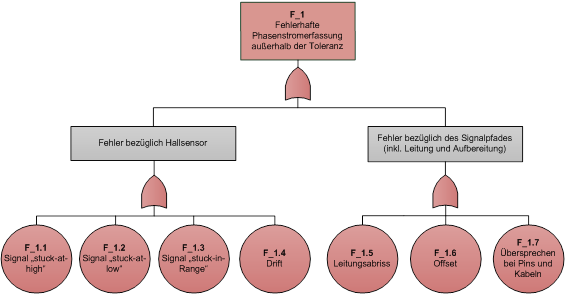 F_1
Fehlerhafte
Phasenstromerfassung
außerhalb der Toleranz
Fehler bezüglich Hallsensor
Fehler bezüglich des Signalpfades
(inkl. Leitung und Aufbereitung)
F_1.1
Signal „stuck-at-
high“
F_1.2
Signal „stuck-at-
low“
F_1.3
Signal „stuck-in-
Range“
F_1.4
Drift
F_1.5
Leitungsabriss
F_1.6
Offset
F_1.7
Übersprechen
bei Pins und
Kabeln